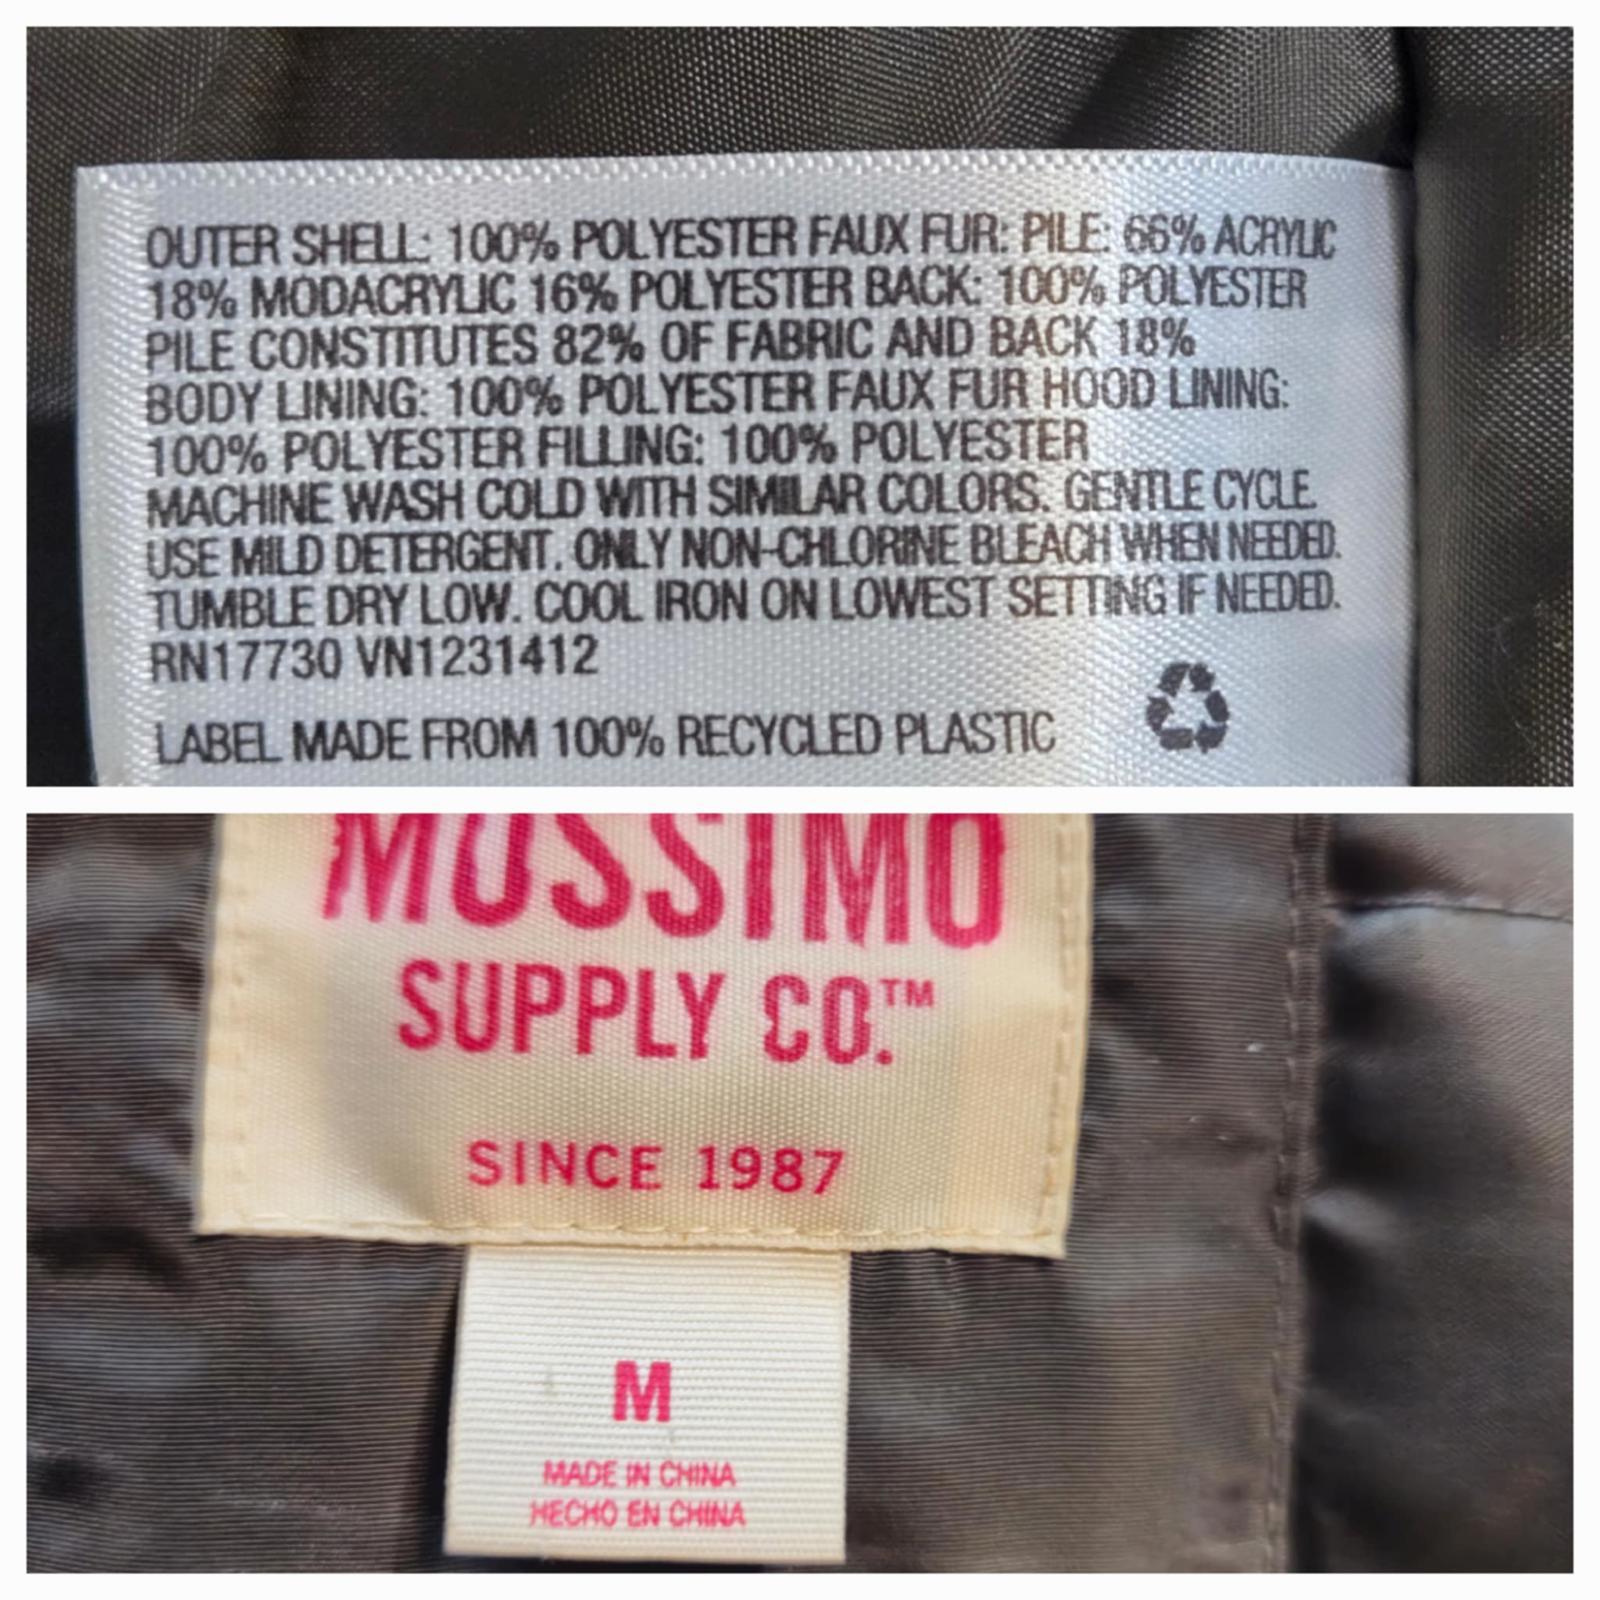 OUTER SHELL: 100% POLYESTER FAUX FUR: PILE: 66% ACRYLIC
18% MODACRYLIC 16% POLYESTER BACK: 100% POLYESTER
PILE CONSTITUTES 82% OF FABRIC AND BACK 18%
BODY LINING: 100% POLYESTER FAUX FUR HOOD LINING:
100% POLYESTER FILLING: 100% POLYESTER
MACHINE WASH COLD WITH SIMILAR COLORS. GENTLE CYCLE.
USE MILD DETERGENT. ONLY NON-CHLORINE BLEACH WHEN NEEDED.
TUMBLE DRY LOW. COOL IRON ON LOWEST SETTING IF NEEDED.
RN17730 VN1231412
LABEL MADE FROM 100% RECYCLED PLASTIC
MOSSIMO
SUPPLY CO.™
SINCE 1987
M
MADE IN CHINA
HECHO EN CHINA